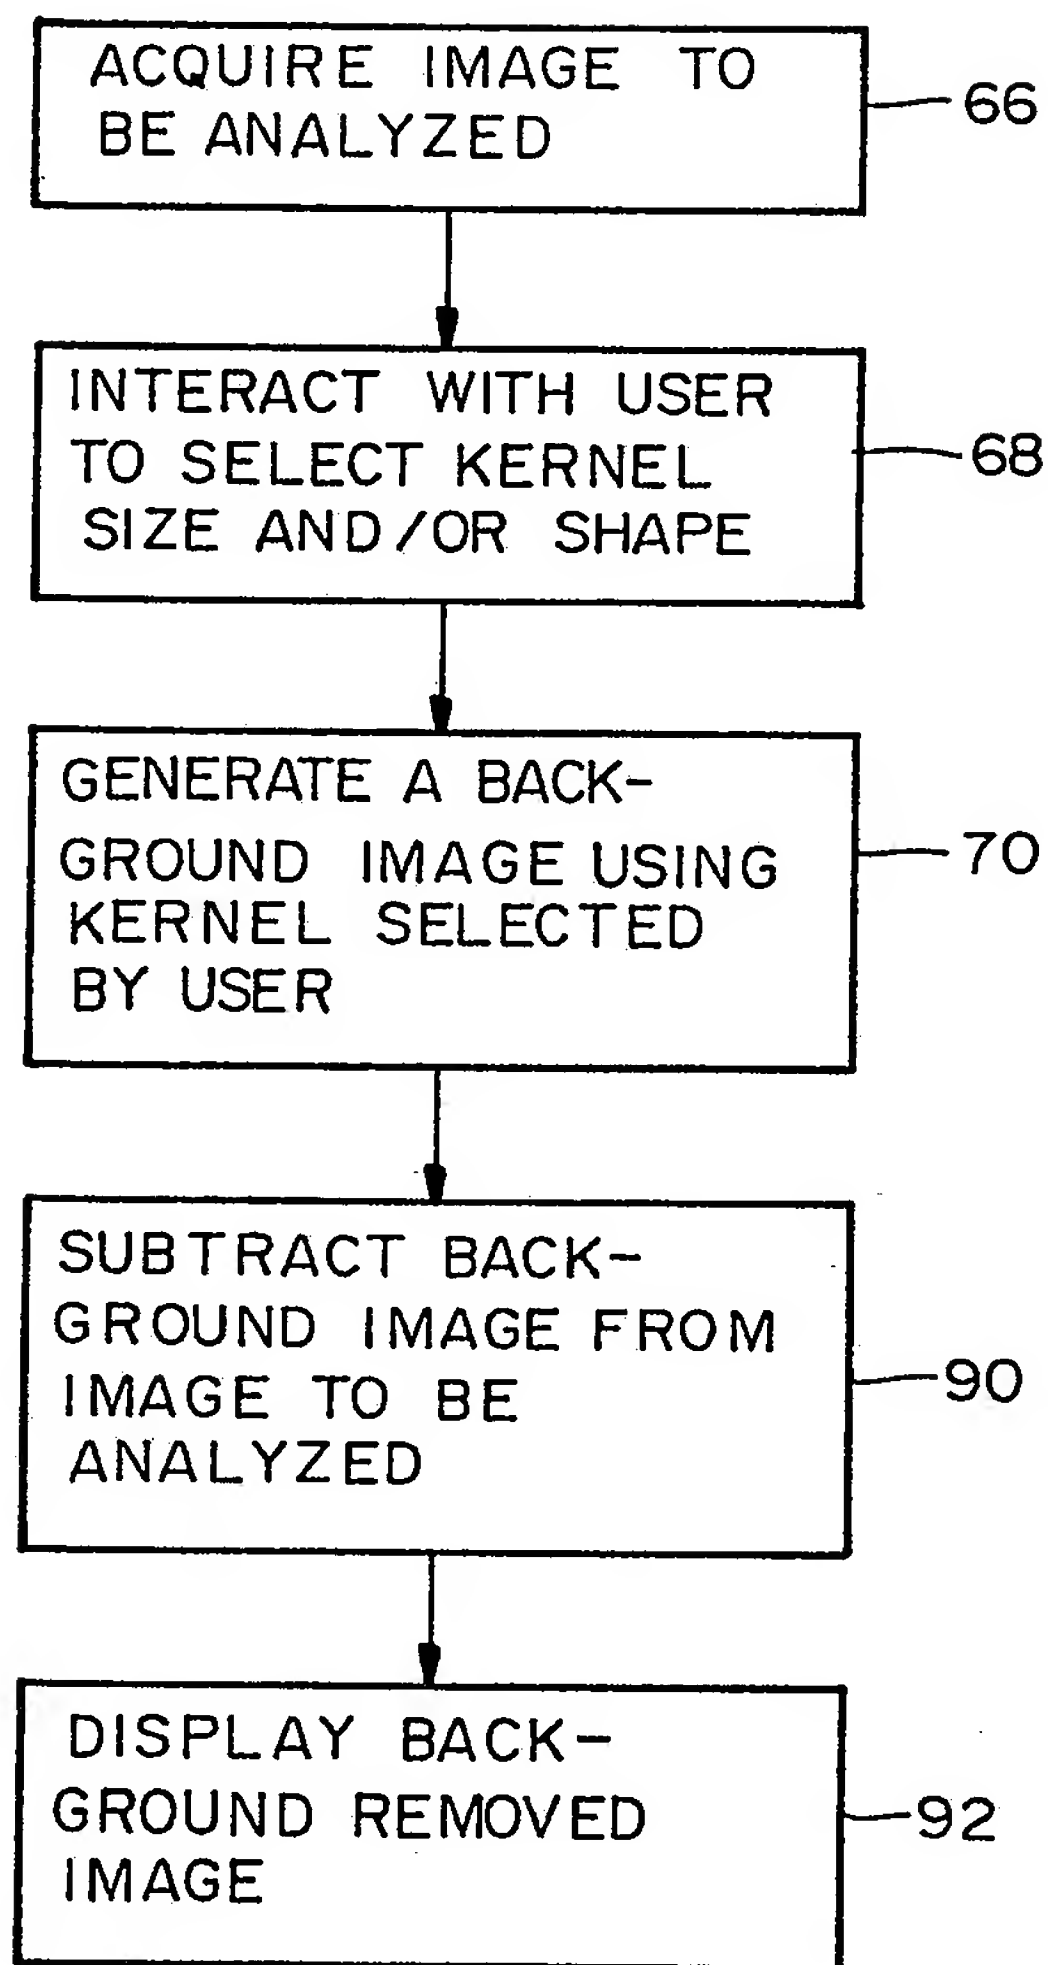 ACQUIRE IMAGE TO
BE ANALYZED
66
INTERACT WITH USER
TO SELECT KERNEL
SIZE AND/OR SHAPE
68
GENERATE A BACK-
GROUND IMAGE USING
KERNEL SELECTED
BY USER
70
SUBTRACT BACK-
GROUND IMAGE FROM
IMAGE TO BE
ANALYZED
90
DISPLAY BACK-
GROUND REMOVED
IMAGE
92